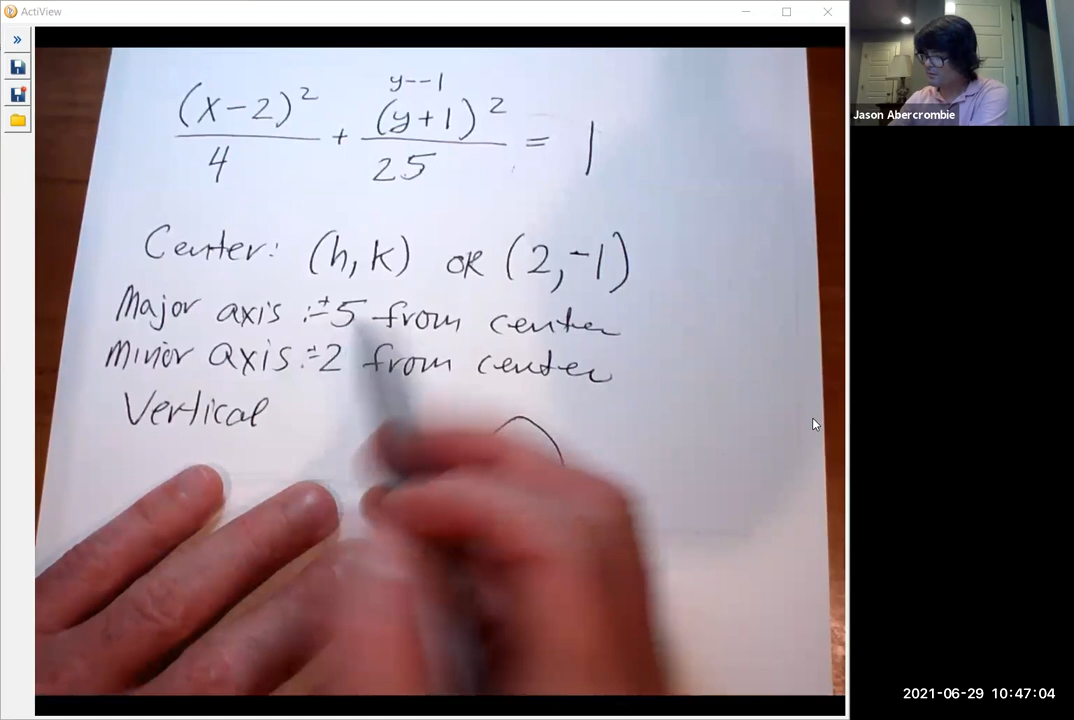 ActiView
y--1
(x-2)² + (y+1)² = 1
4 25
Center: (h,k) OR (2,-1)
Major axis: ±5 from center
Minor axis: ±2 from center
Vertical
Jason Abercrombie
2021-06-29 10:47:04